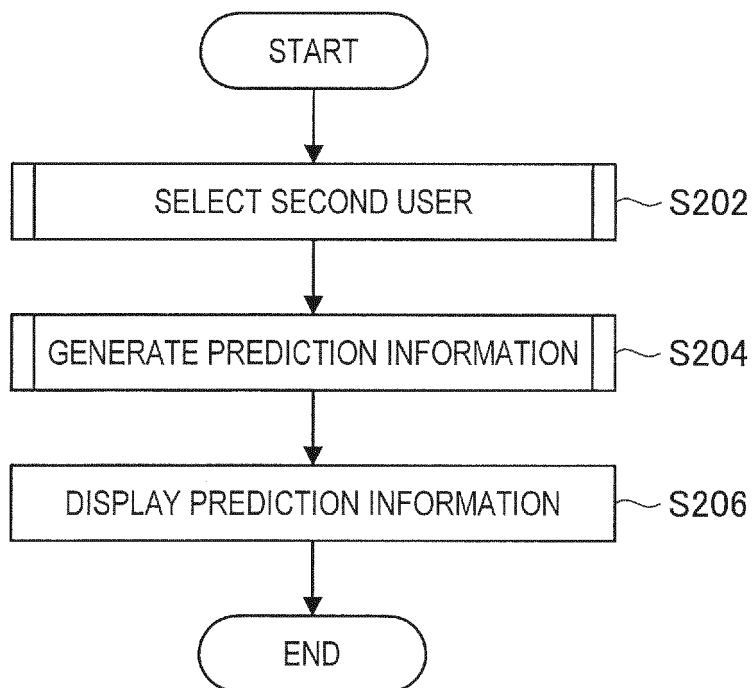 START
SELECT SECOND USER
S202
GENERATE PREDICTION INFORMATION
S204
DISPLAY PREDICTION INFORMATION
S206
END